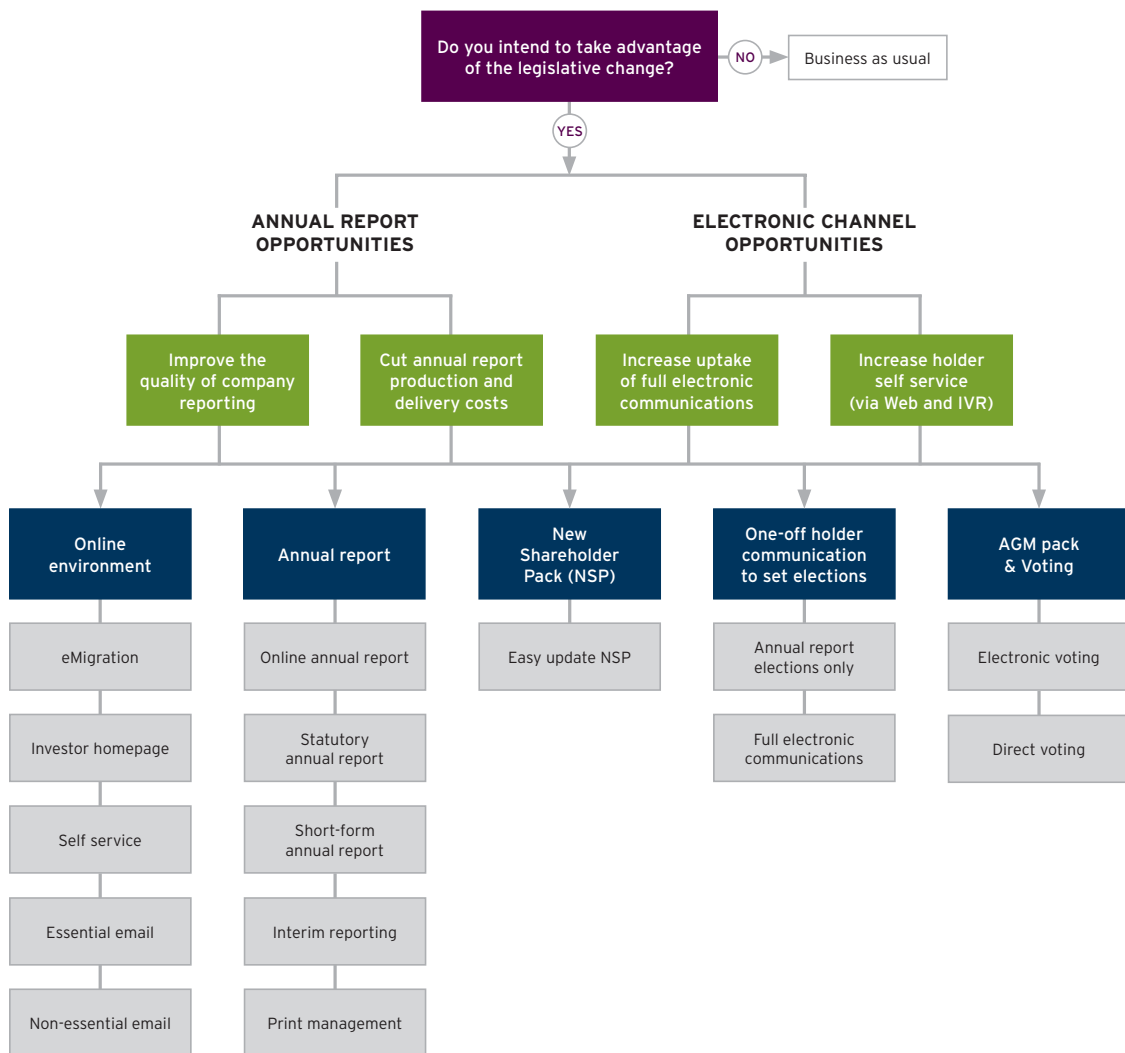 Do you intend to take advantage
of the legislative change?
NO
Business as usual
YES
ANNUAL REPORT
OPPORTUNITIES
ELECTRONIC CHANNEL
OPPORTUNITIES
Improve the
quality of company
reporting
Cut annual report
production and
delivery costs
Increase uptake
of full electronic
communications
Increase holder
self service
(via Web and IVR)
Online
environment
Annual report
New
Shareholder
Pack (NSP)
One-off holder
communication
to set elections
AGM pack
& Voting
eMigration
Online annual report
Easy update NSP
Annual report
elections only
Electronic voting
Investor homepage
Statutory
annual report
Full electronic
communications
Direct voting
Self service
Short-form
annual report
Essential email
Interim reporting
Non-essential email
Print management